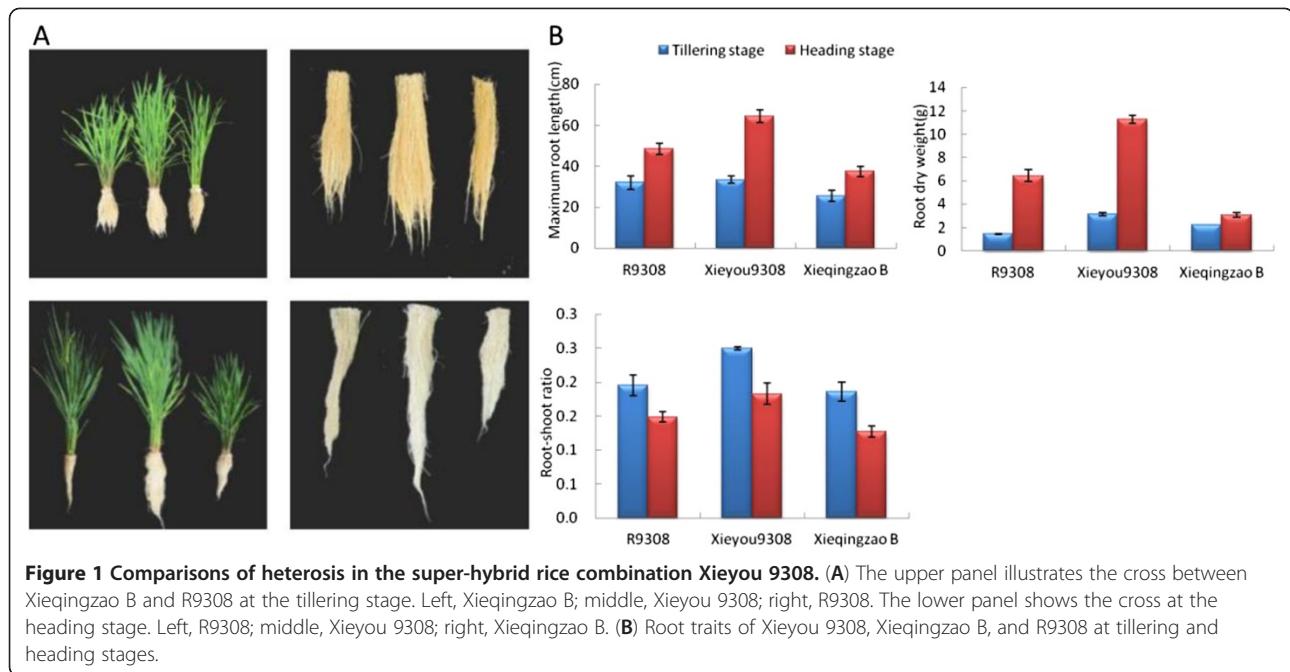 A
B
Tillering stage Heading stage
Maximum root length(cm)
80
60
40
20
0
R9308 Xieyou9308 Xieqingzao B
Root dry weight(g)
14
12
10
8
6
4
2
0
R9308 Xieyou9308 Xieqingzao B
Root-shoot ratio
0.3
0.3
0.2
0.2
0.1
0.1
0.0
R9308 Xieyou9308 Xieqingzao B
Figure 1 Comparisons of heterosis in the super-hybrid rice combination Xieyou 9308. (A) The upper panel illustrates the cross between
Xieqingzao B and R9308 at the tillering stage. Left, Xieqingzao B; middle, Xieyou 9308; right, R9308. The lower panel shows the cross at the
heading stage. Left, R9308; middle, Xieyou 9308; right, Xieqingzao B. (B) Root traits of Xieyou 9308, Xieqingzao B, and R9308 at tillering and
heading stages.